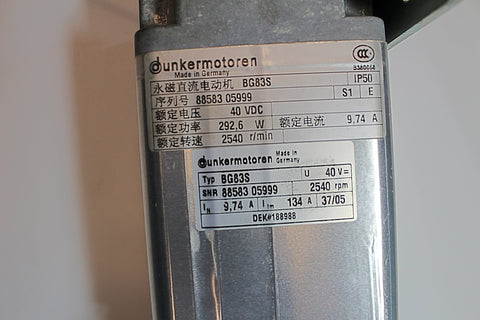 dunkermotoren
Made in Germany
CCC
永磁直流电动机 BG83S IP50
序列号 88583 05999 S1 E
额定电压 40 VDC
额定功率 292,6 W 额定电流 9,74 A
额定转速 2540 r/min
dunkermotoren Made in Germany
Typ BG83S U 40 V=
SNR 88583 05999 2540 rpm
IN 9,74 A Ilm 134 A 37/05
DEK#188988